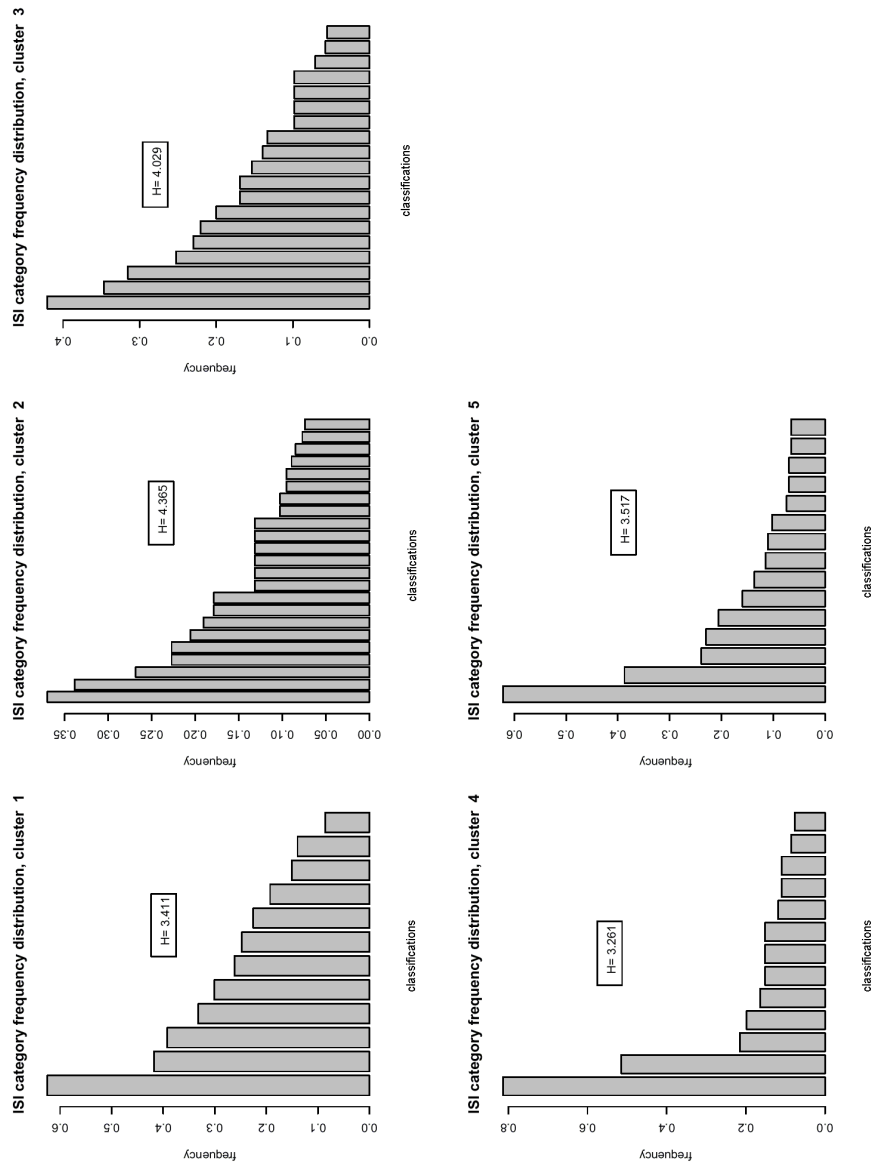 ISI category frequency distribution, cluster 1
H= 3.411
frequency
0.0
0.1
0.2
0.3
0.4
0.5
0.6
classifications
ISI category frequency distribution, cluster 2
H= 4.365
frequency
0.00
0.05
0.10
0.15
0.20
0.25
0.30
0.35
classifications
ISI category frequency distribution, cluster 3
H= 4.029
frequency
0.0
0.1
0.2
0.3
0.4
classifications
ISI category frequency distribution, cluster 4
H= 3.261
frequency
0.0
0.2
0.4
0.6
0.8
classifications
ISI category frequency distribution, cluster 5
H= 3.517
frequency
0.0
0.1
0.2
0.3
0.4
0.5
0.6
classifications